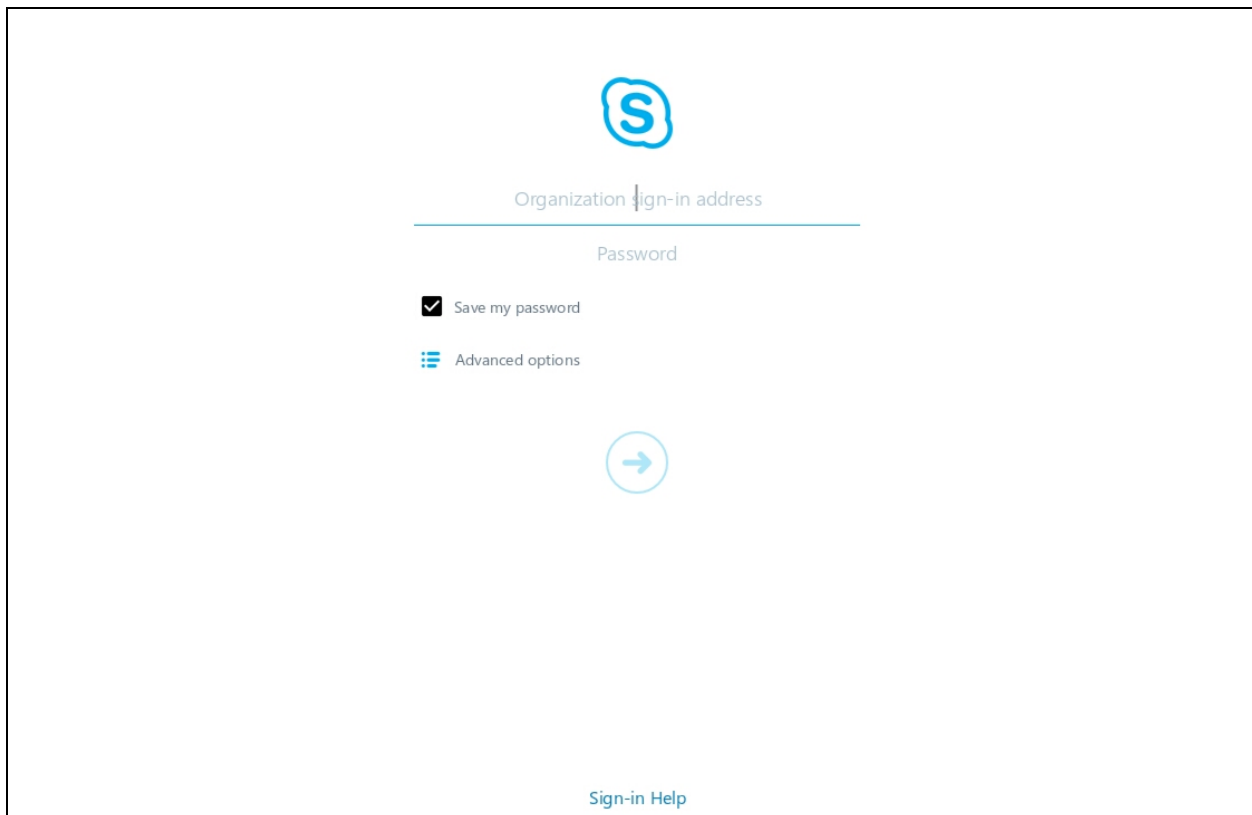 S
Organization sign-in address
Password
Save my password
Advanced options
Sign-in Help